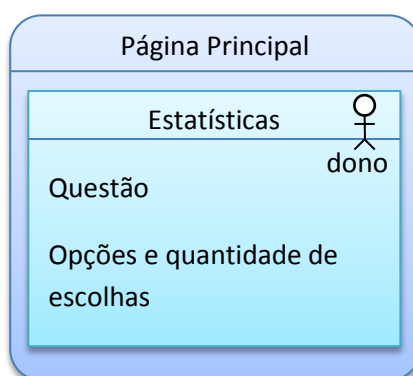 Página Principal
Estatísticas
dono
Questão
Opções e quantidade de
escolhas